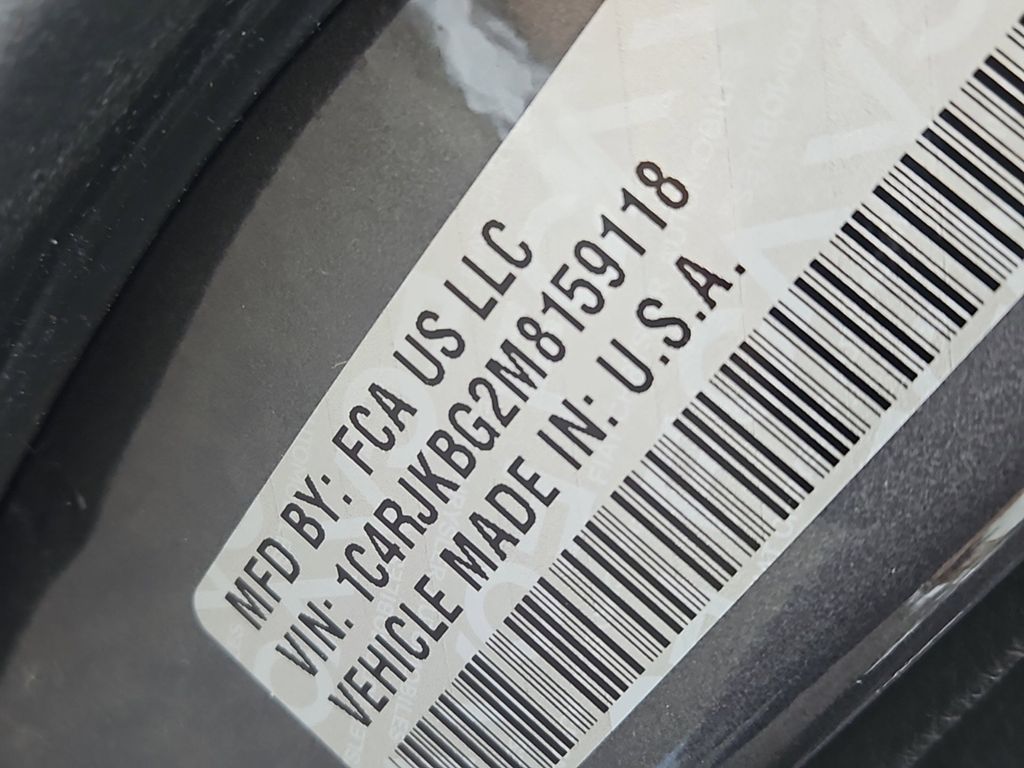 MFD BY: FCA US LLC
VIN: 1C4RJKBG2M8159118
VEHICLE MADE IN: U.S.A.